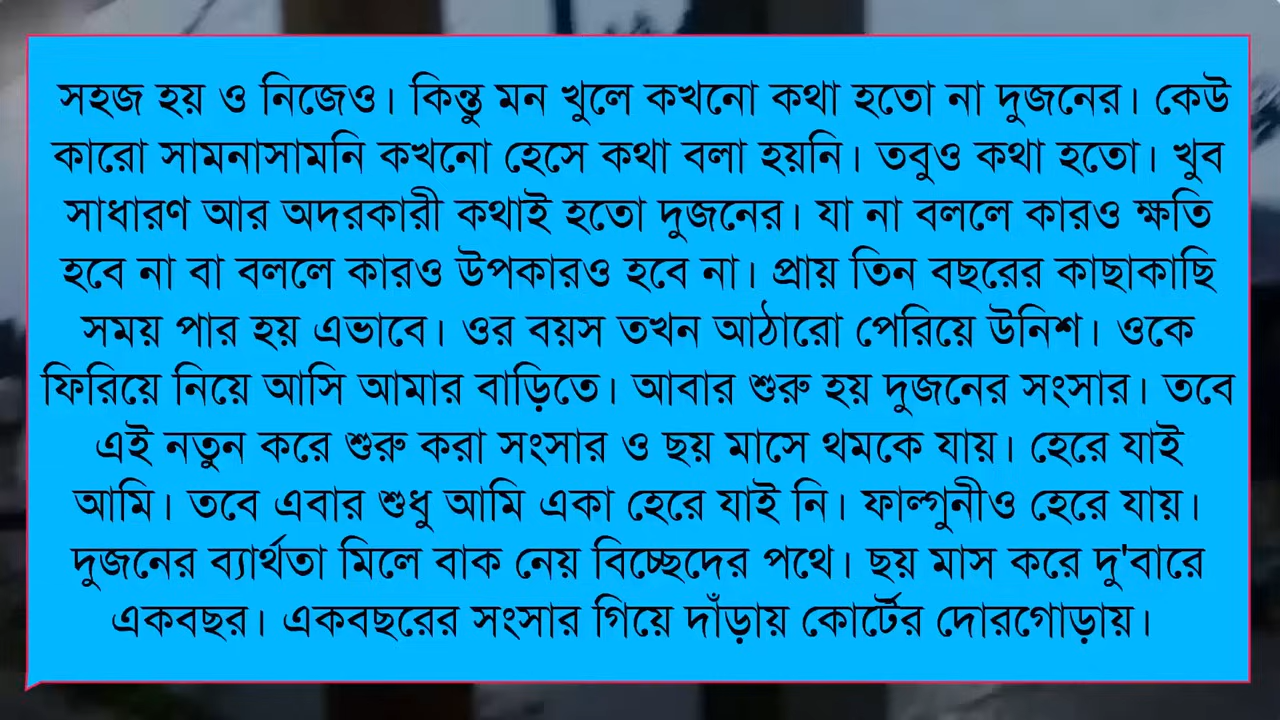 সহজ হয় ও নিজেও। কিন্তু মন খুলে কখনো কথা হতো না দুজনের। কেউ
কারো সামনাসামনি কখনো হেসে কথা বলা হয়নি। তবুও কথা হতো। খুব
সাধারণ আর অদরকারী কথাই হতো দুজনের। যা না বললে কারও ক্ষতি
হবে না বা বললে কারও উপকারও হবে না। প্রায় তিন বছরের কাছাকাছি
সময় পার হয় এভাবে। ওর বয়স তখন আঠারো পেরিয়ে উনিশ। ওকে
ফিরিয়ে নিয়ে আসি আমার বাড়িতে। আবার শুরু হয় দুজনের সংসার। তবে
এই নতুন করে শুরু করা সংসার ও ছয় মাসে থমকে যায়। হেরে যাই
আমি। তবে এবার শুধু আমি একা হেরে যাই নি। ফাল্গুনীও হেরে যায়।
দুজনের ব্যার্থতা মিলে বাক নেয় বিচ্ছেদের পথে। ছয় মাস করে দু'বারে
একবছর। একবছরের সংসার গিয়ে দাঁড়ায় কোর্টের দোরগোড়ায়।